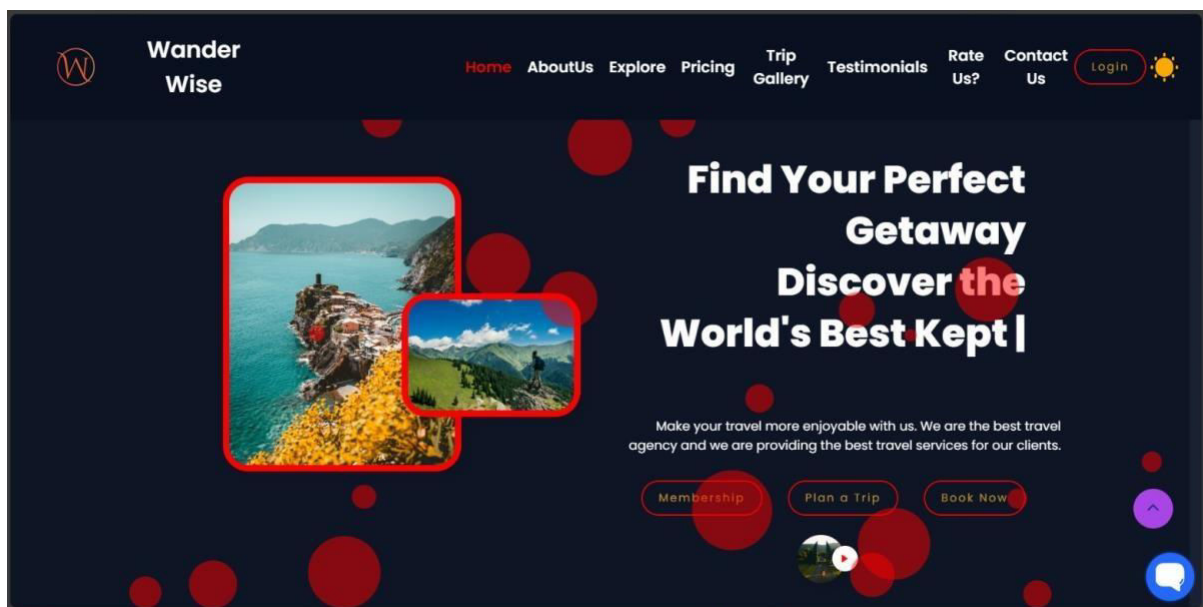 Wander
Wise
Home AboutUs Explore Pricing Trip Gallery Testimonials Rate Us? Contact Us Login
Find Your Perfect
Getaway
Discover the
World's Best Kept |
Make your travel more enjoyable with us. We are the best travel
agency and we are providing the best travel services for our clients.
Membership Plan a Trip Book Now